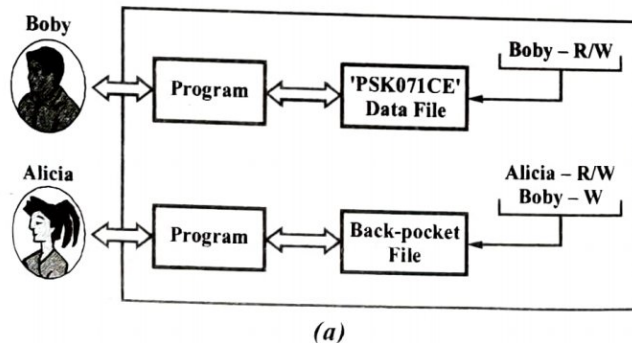 Boby
Program
'PSK071CE'
Data File
Boby – R/W
Alicia
Program
Back-pocket
File
Alicia – R/W
Boby – W
(a)